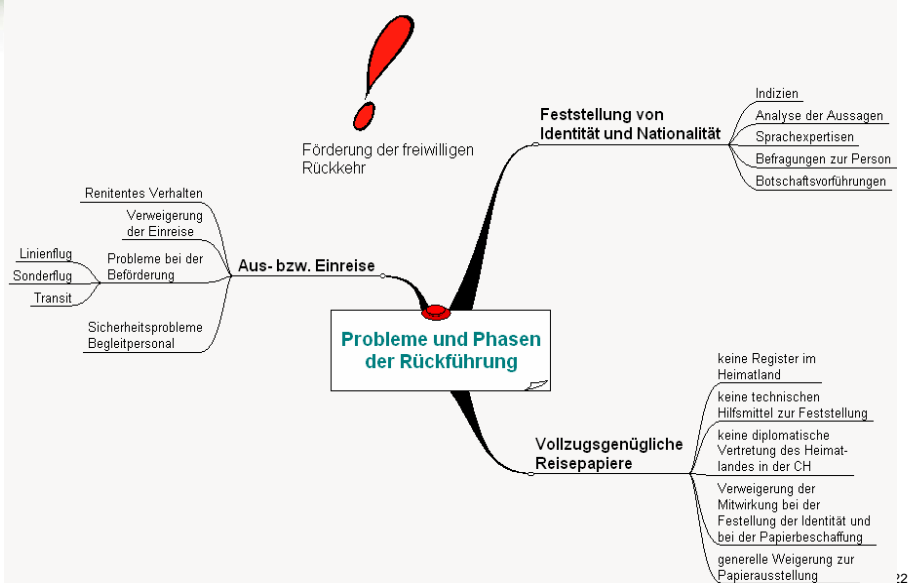 Förderung der freiwilligen
Rückkehr
Probleme und Phasen
der Rückführung
Feststellung von
Identität und Nationalität
Indizien
Analyse der Aussagen
Sprachexpertisen
Befragungen zur Person
Botschaftsvorführungen
Vollzugsgenügliche
Reisepapiere
keine Register im
Heimatland
keine technischen
Hilfsmittel zur Feststellung
keine diplomatische
Vertretung des Heimat-
landes in der CH
Verweigerung der
Mitwirkung bei der
Festellung der Identität und
bei der Papierbeschaffung
generelle Weigerung zur
Papierausstellung
Aus- bzw. Einreise
Renitentes Verhalten
Verweigerung
der Einreise
Probleme bei der
Beförderung
Linienflug
Sonderflug
Transit
Sicherheitsprobleme
Begleitpersonal
22